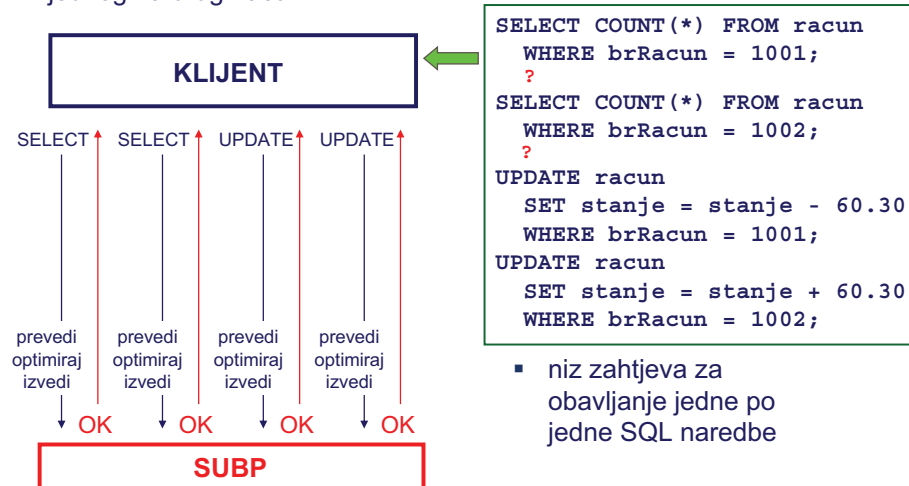 KLIJENT
SELECT COUNT(*) FROM racun
WHERE brRacun = 1001;
?
SELECT COUNT(*) FROM racun
WHERE brRacun = 1002;
?
UPDATE racun
SET stanje = stanje - 60.30
WHERE brRacun = 1001;
UPDATE racun
SET stanje = stanje + 60.30
WHERE brRacun = 1002;
SELECT SELECT UPDATE UPDATE
prevedi prevedi prevedi prevedi
optimiraj optimiraj optimiraj optimiraj
izvedi izvedi izvedi izvedi
OK OK OK OK
SUBP
▪ niz zahtjeva za
obavljanje jedne po
jedne SQL naredbe